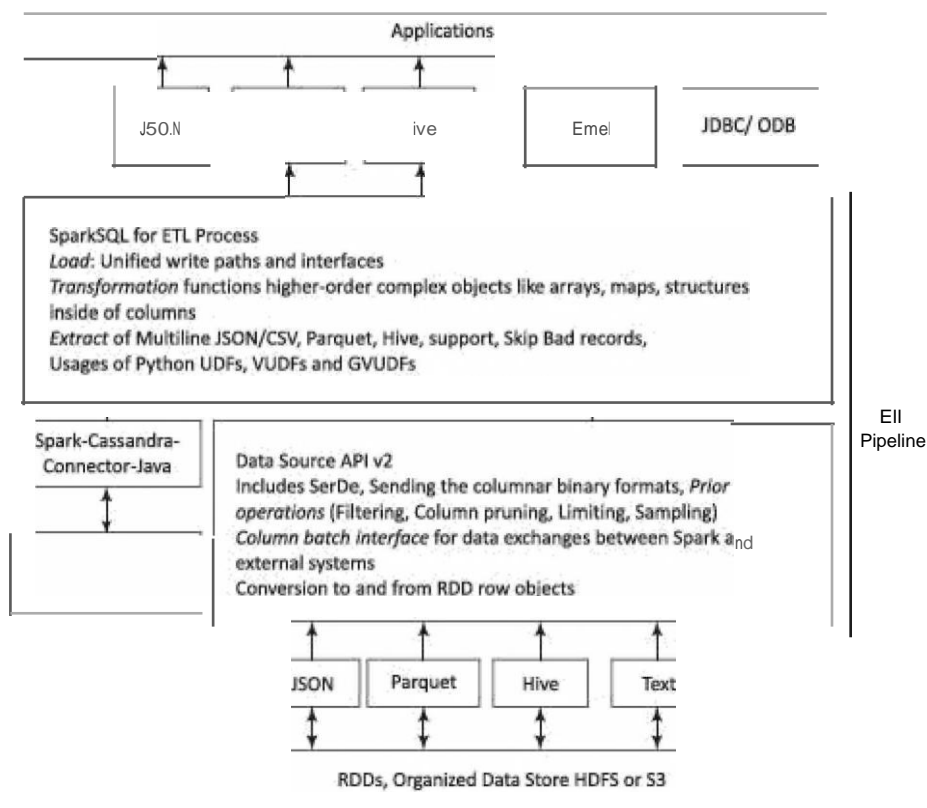 Applications
J50.N ive Emel JDBC/ ODB
SparkSQL for ETL Process
Load: Unified write paths and interfaces
Transformation functions higher-order complex objects like arrays, maps, structures
inside of columns
Extract of Multiline JSON/CSV, Parquet, Hive, support, Skip Bad records,
Usages of Python UDFs, VUDFs and GVUDFs
EII
Pipeline
Spark-Cassandra-
Connector-Java
Data Source API v2
Includes SerDe, Sending the columnar binary formats, Prior
operations (Filtering, Column pruning, Limiting, Sampling)
Column batch interface for data exchanges between Spark and
external systems
Conversion to and from RDD row objects
JSON Parquet Hive Text
RDDs, Organized Data Store HDFS or S3